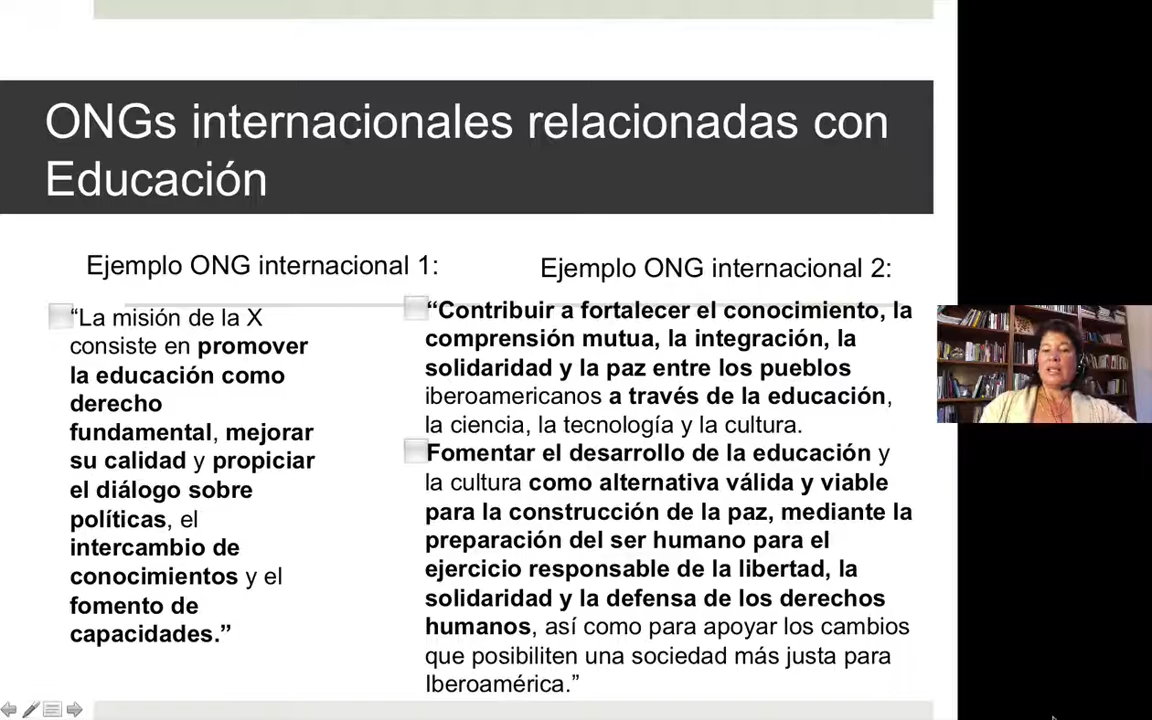 ONGs internacionales relacionadas con
Educación
Ejemplo ONG internacional 1:
“La misión de la X
consiste en promover
la educación como
derecho
fundamental, mejorar
su calidad y propiciar
el diálogo sobre
políticas, el
intercambio de
conocimientos y el
fomento de
capacidades.”
Ejemplo ONG internacional 2:
“Contribuir a fortalecer el conocimiento, la
comprensión mutua, la integración, la
solidaridad y la paz entre los pueblos
iberoamericanos a través de la educación,
la ciencia, la tecnología y la cultura.
Fomentar el desarrollo de la educación y
la cultura como alternativa válida y viable
para la construcción de la paz, mediante la
preparación del ser humano para el
ejercicio responsable de la libertad, la
solidaridad y la defensa de los derechos
humanos, así como para apoyar los cambios
que posibiliten una sociedad más justa para
Iberoamérica.”